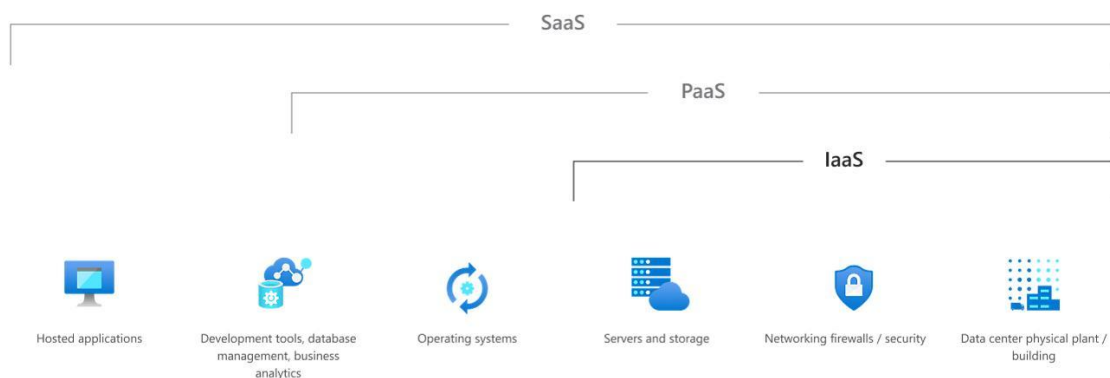 SaaS
PaaS
IaaS
Hosted applications
Development tools, database
management, business
analytics
Operating systems
Servers and storage
Networking firewalls / security
Data center physical plant /
building